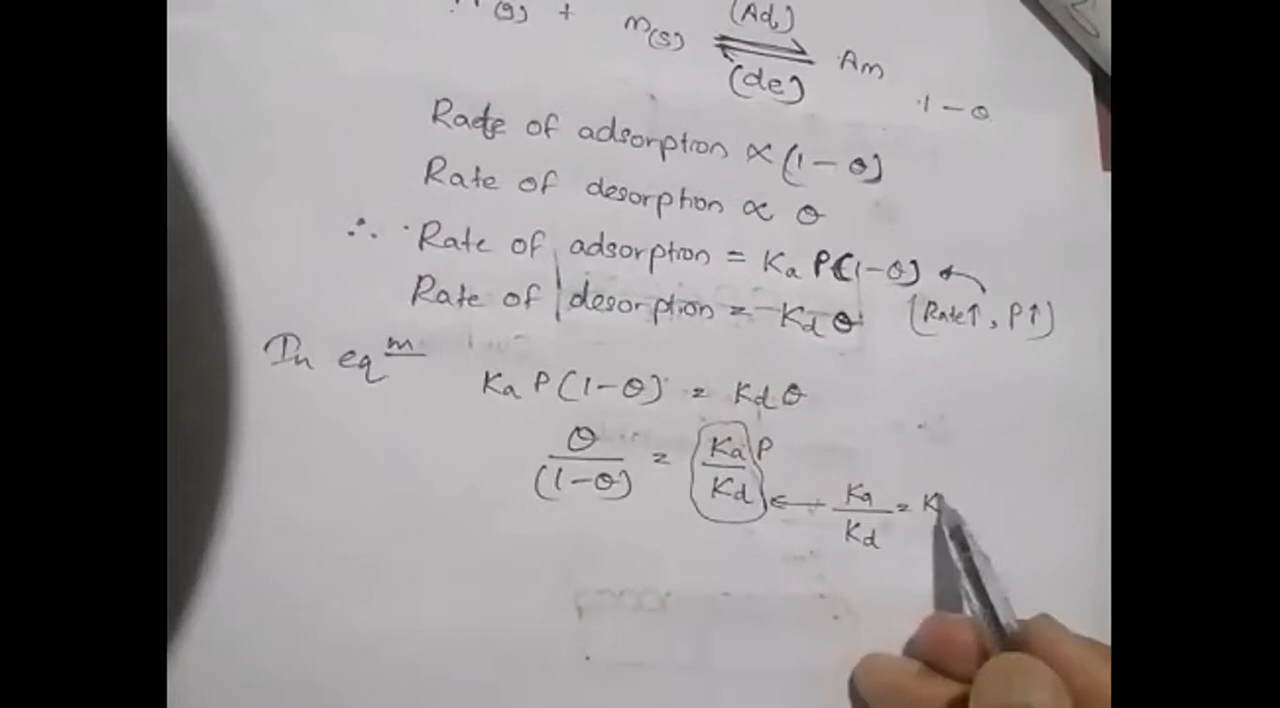 (g) + m(s) (Ad) ⇌ (de) Am
1 - θ
Rate of adsorption ∝ (1 - θ)
Rate of desorption ∝ θ
∴ Rate of adsorption = Ka P(1-θ)
Rate of desorption = Kd θ (Rate↑, P↑)
In eqm
Ka P(1-θ) = Kd θ
θ/(1-θ) = Ka/Kd P ← Ka/Kd = K